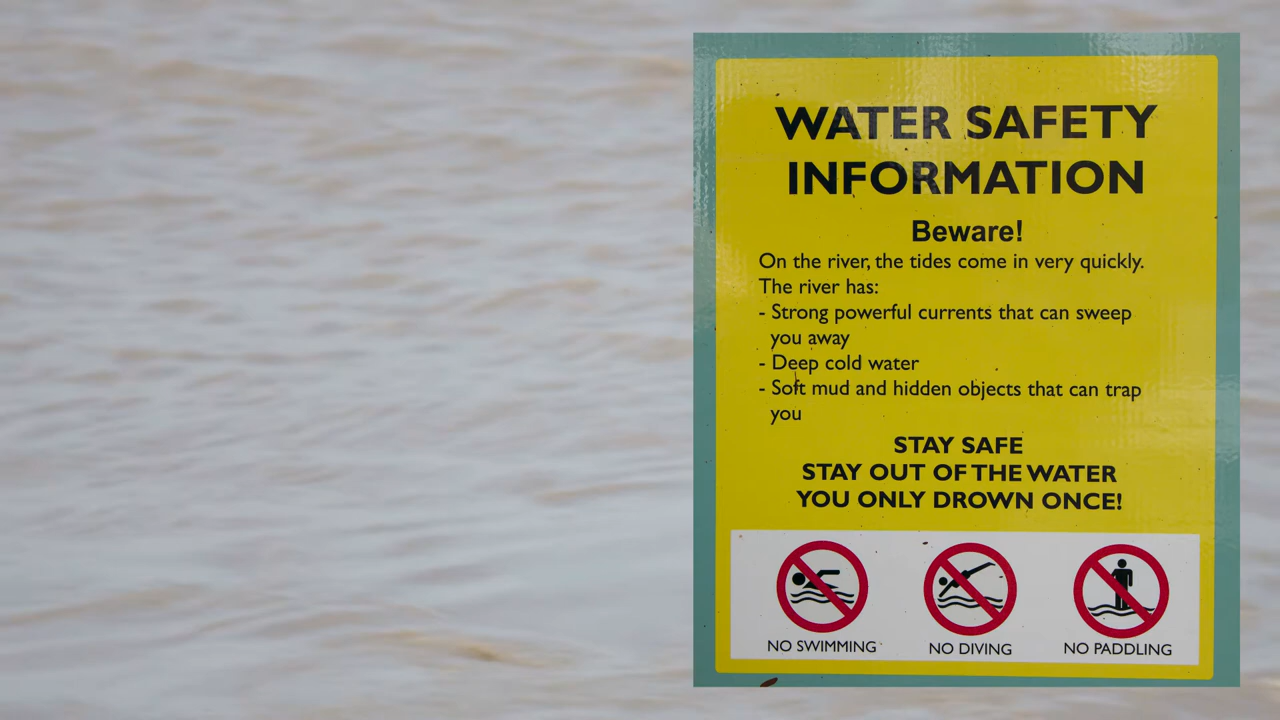 WATER SAFETY
INFORMATION
Beware!
On the river, the tides come in very quickly.
The river has:
- Strong powerful currents that can sweep
you away
- Deep cold water
- Soft mud and hidden objects that can trap
you
STAY SAFE
STAY OUT OF THE WATER
YOU ONLY DROWN ONCE!
NO SWIMMING
NO DIVING
NO PADDLING